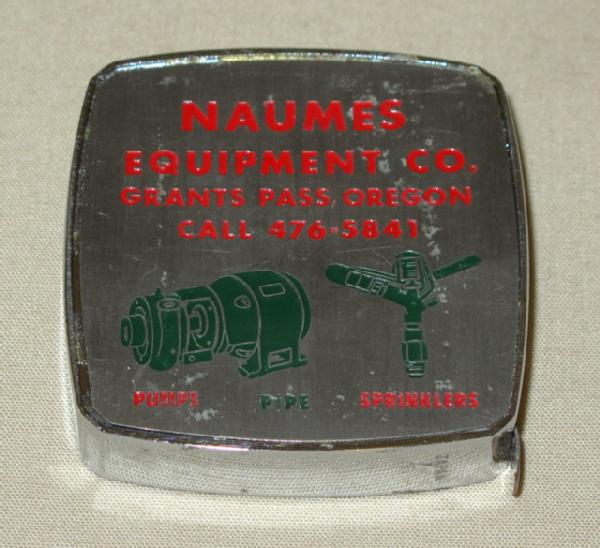 NAUMES
EQUIPMENT CO.
GRANTS PASS, OREGON
CALL 476-5841
PUMPS PIPE SPRINKLERS